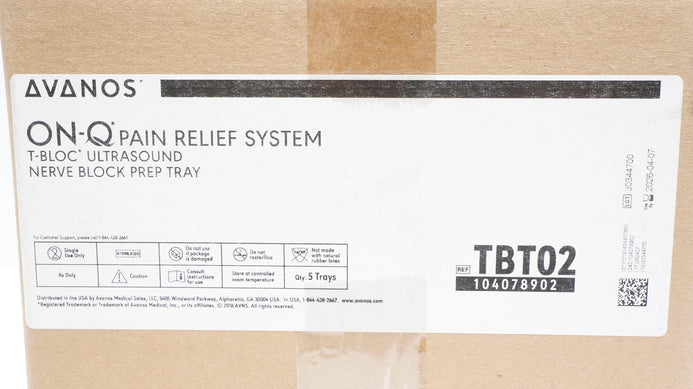 AVANOS*
ON-Q* PAIN RELIEF SYSTEM
T-BLOC* ULTRASOUND
NERVE BLOCK PREP TRAY
LOT 30344700
Use By 2026-04-07
For Customer Support, please call:1-844-428-2667
Single Use Only
Do not use if package is damaged
Do not resterilize
Not made with natural rubber latex
Rx Only
Caution
Consult instructions for use
Store at controlled room temperature
Qty: 5 Trays
REF TBT02
104078902
Distributed in the USA by Avanos Medical Sales, LLC, 5405 Windward Parkway, Alpharetta, GA 30004 USA. In USA, 1-844-428-2667. www.avanos.com
*Registered Trademark or Trademark of Avanos Medical, Inc., or its affiliates. © 2018 AVNS. All rights reserved.